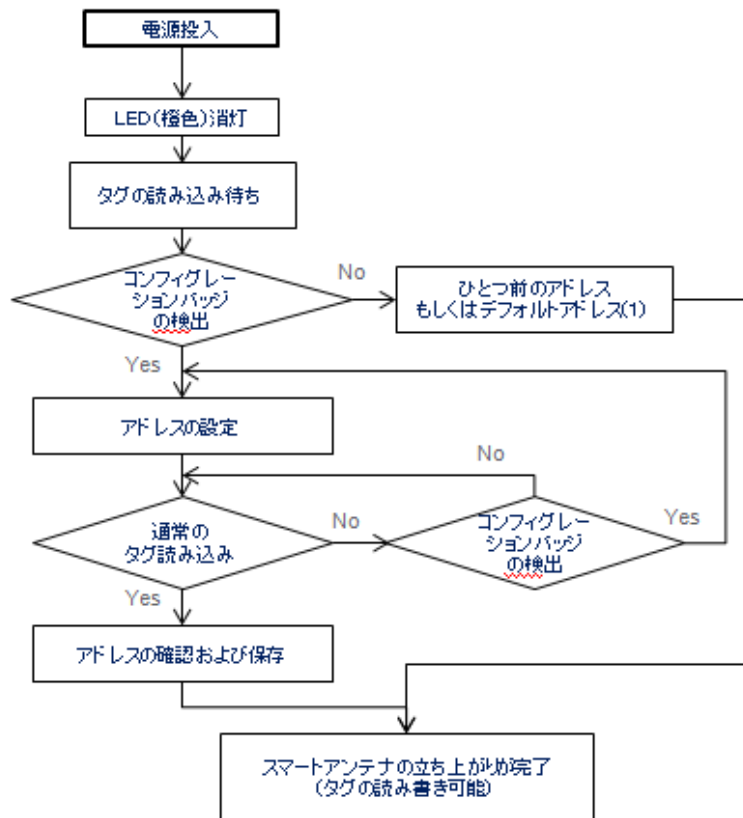 電源投入
LED(橙色)消灯
タグの読み込み待ち
コンフィグレー
ションバッジ
の検出
No
ひとつ前のアドレス
もしくはデフォルトアドレス(1)
Yes
アドレスの設定
No
通常の
タグ読み込み
No
コンフィグレー
ションバッジ
の検出
Yes
Yes
アドレスの確認および保存
スマートアンテナの立ち上がりが完了
(タグの読み書き可能)